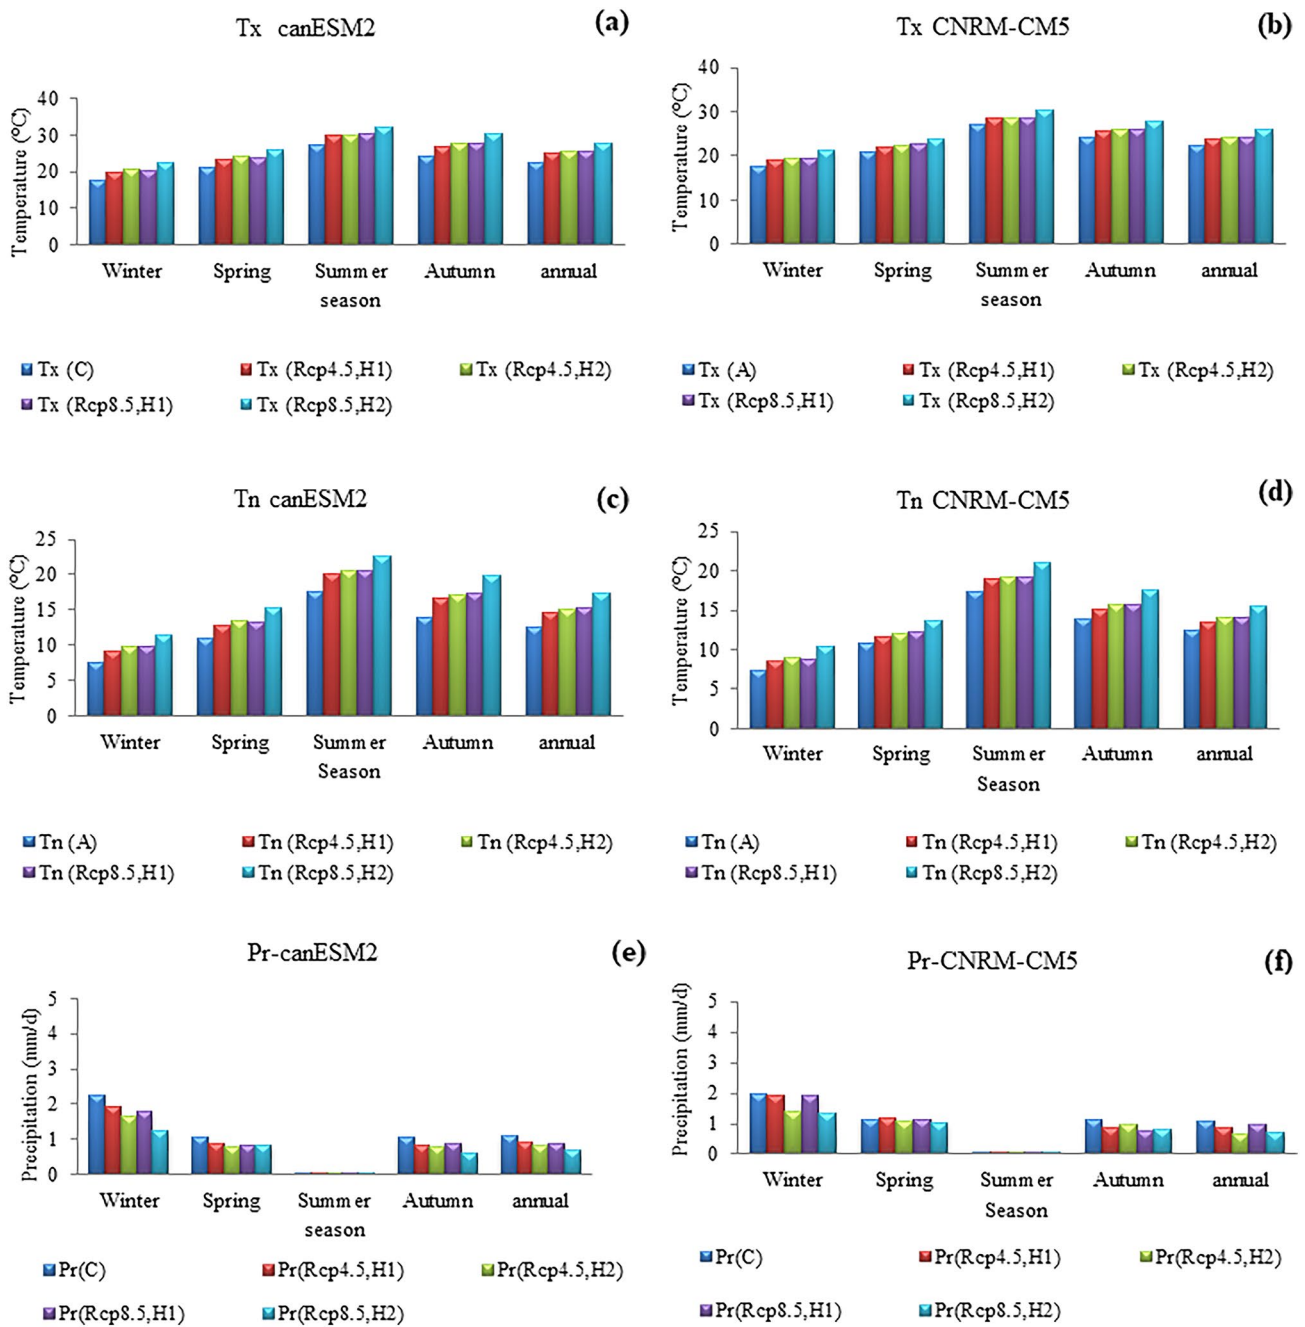 Tx canESM2
(a)
Temperature (°C)
40
30
20
10
0
Winter Spring Summer Autumn annual
season
Tx (C) Tx (Rcp4.5,H1) Tx (Rcp4.5,H2)
Tx (Rcp8.5,H1) Tx (Rcp8.5,H2)
Tx CNRM-CM5
(b)
Temperature (°C)
40
30
20
10
0
Winter Spring Summer Autumn annual
season
Tx (A) Tx (Rcp4.5,H1) Tx (Rcp4.5,H2)
Tx (Rcp8.5,H1) Tx (Rcp8.5,H2)
Tn canESM2
(c)
Temperature (°C)
25
20
15
10
5
0
Winter Spring Summer Autumn annual
Season
Tn (A) Tn (Rcp4.5,H1) Tn (Rcp4.5,H2)
Tn (Rcp8.5,H1) Tn (Rcp8.5,H2)
Tn CNRM-CM5
(d)
Temperature (°C)
25
20
15
10
5
0
Winter Spring Summer Autumn annual
Season
Tn (A) Tn (Rcp4.5,H1) Tn (Rcp4.5,H2)
Tn (Rcp8.5,H1) Tn (Rcp8.5,H2)
Pr-canESM2
(e)
Precipitation (mm/d)
5
4
3
2
1
0
Winter Spring Summer Autumn annual
season
Pr(C) Pr(Rcp4.5,H1) Pr(Rcp4.5,H2)
Pr(Rcp8.5,H1) Pr(Rcp8.5,H2)
Pr-CNRM-CM5
(f)
Precipitation (mm/d)
5
4
3
2
1
0
Winter Spring Summer Autumn annual
Season
Pr(C) Pr(Rcp4.5,H1) Pr(Rcp4.5,H2)
Pr(Rcp8.5,H1) Pr(Rcp8.5,H2)